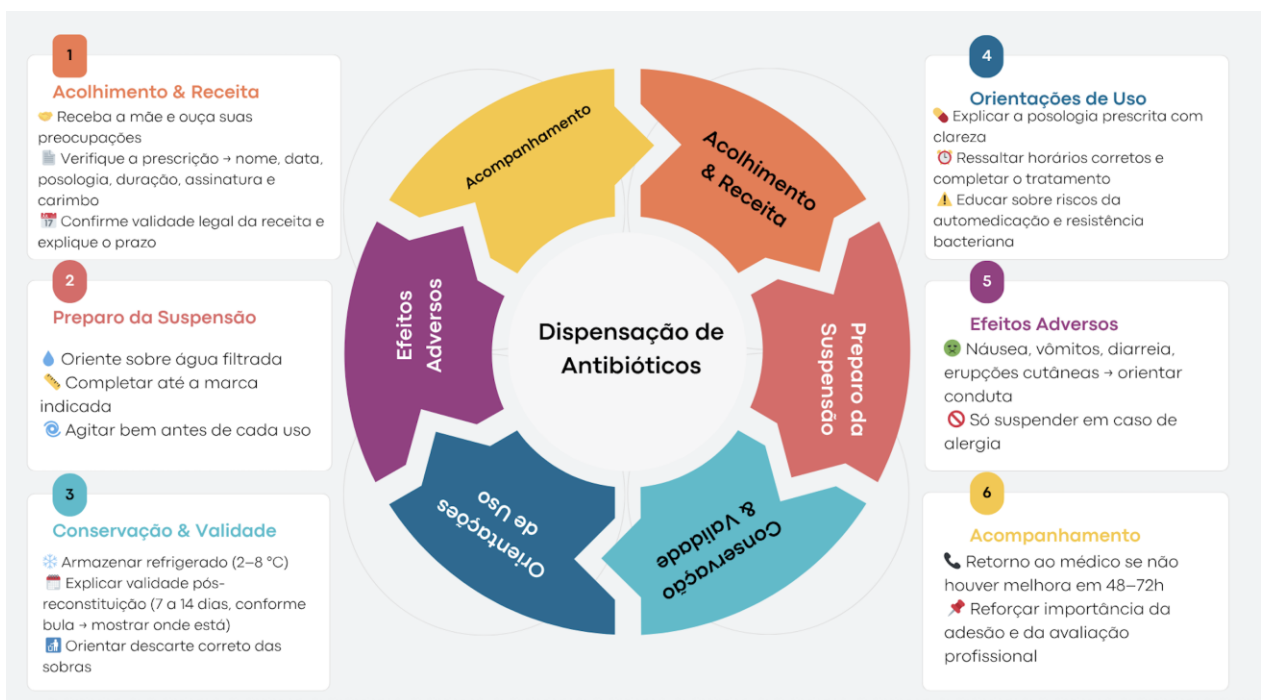 1
Acolhimento & Receita
🤝 Receba a mãe e ouça suas
preocupações
📄 Verifique a prescrição → nome, data,
posologia, duração, assinatura e
carimbo
📅 Confirme validade legal da receita e
explique o prazo
2
Preparo da Suspensão
💧 Oriente sobre água filtrada
📏 Completar até a marca
indicada
🌀 Agitar bem antes de cada uso
3
Conservação & Validade
❄️ Armazenar refrigerado (2–8 °C)
🗓️ Explicar validade pós-
reconstituição (7 a 14 dias, conforme
bula → mostrar onde está)
🚮 Orientar descarte correto das
sobras
Acompanhamento
Acolhimento
& Receita
Efeitos
Adversos
Dispensação de
Antibióticos
Preparo da
Suspensão
Orientações
de Uso
Conservação
& Validade
4
Orientações de Uso
💊 Explicar a posologia prescrita com
clareza
⏰ Ressaltar horários corretos e
completar o tratamento
⚠️ Educar sobre riscos da
automedicação e resistência
bacteriana
5
Efeitos Adversos
🤢 Náusea, vômitos, diarreia,
erupções cutâneas → orientar
conduta
🚫 Só suspender em caso de
alergia
6
Acompanhamento
📞 Retorno ao médico se não
houver melhora em 48–72h
📌 Reforçar importância da
adesão e da avaliação
profissional